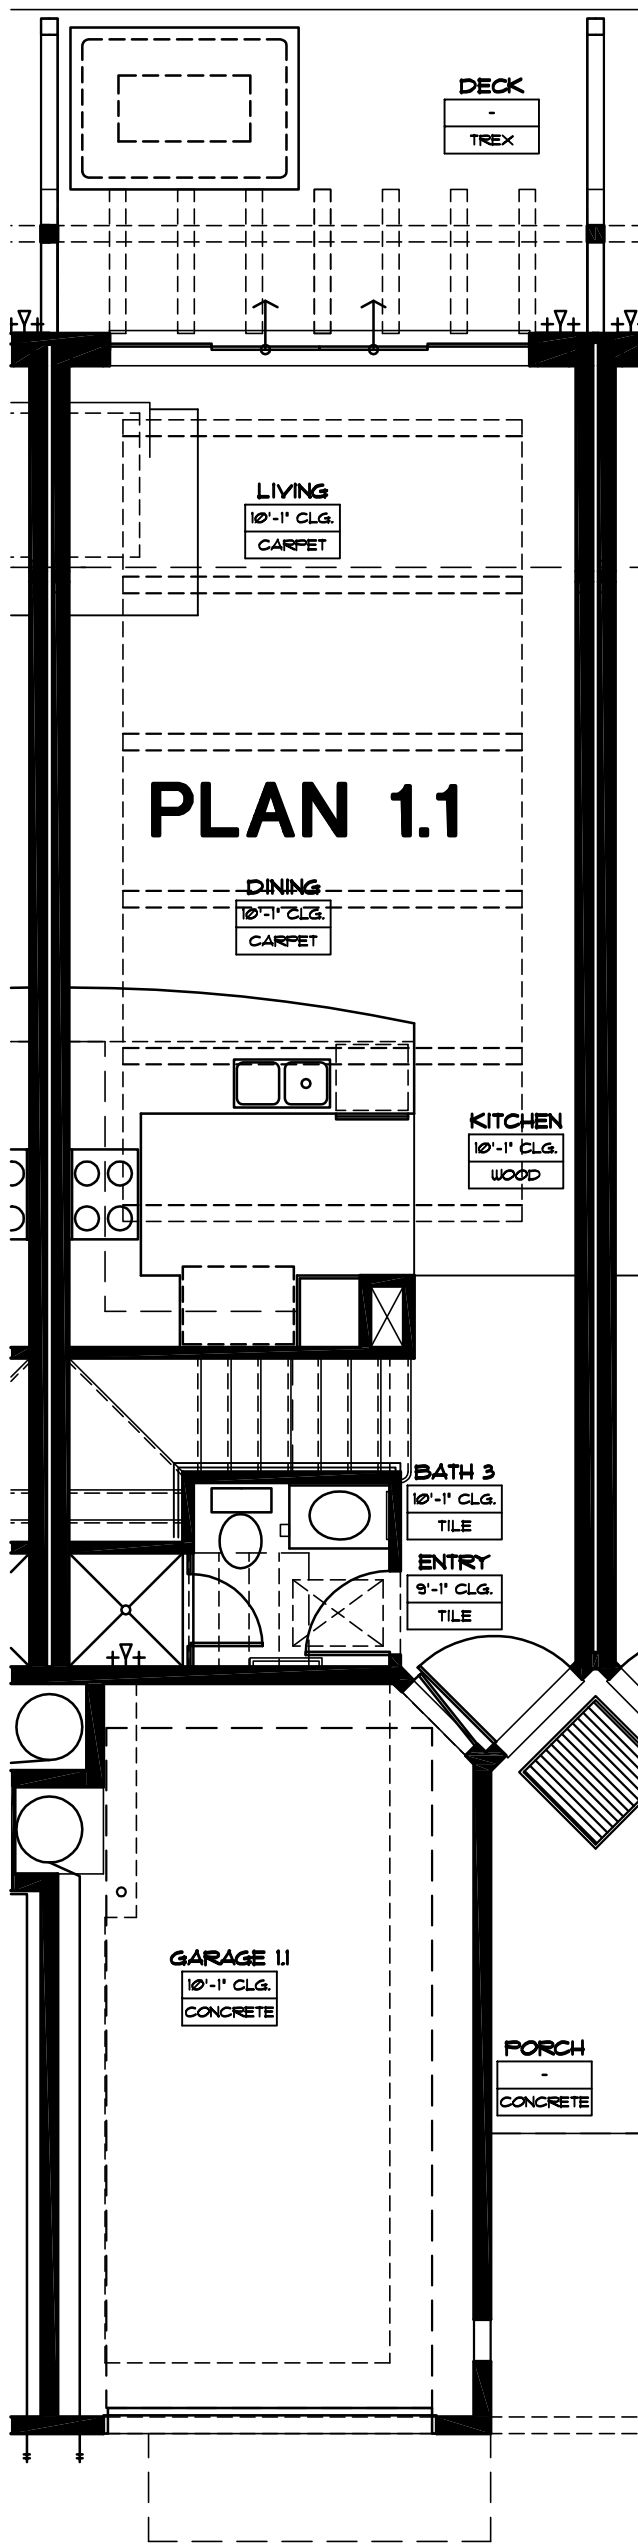 DECK
-
TREX
LIVING
10'-1" CLG.
CARPET
PLAN 1.1
DINING
10'-1" CLG.
CARPET
KITCHEN
10'-1" CLG.
WOOD
BATH 3
10'-1" CLG.
TILE
ENTRY
9'-1" CLG.
TILE
GARAGE 1.1
10'-1" CLG.
CONCRETE
PORCH
-
CONCRETE